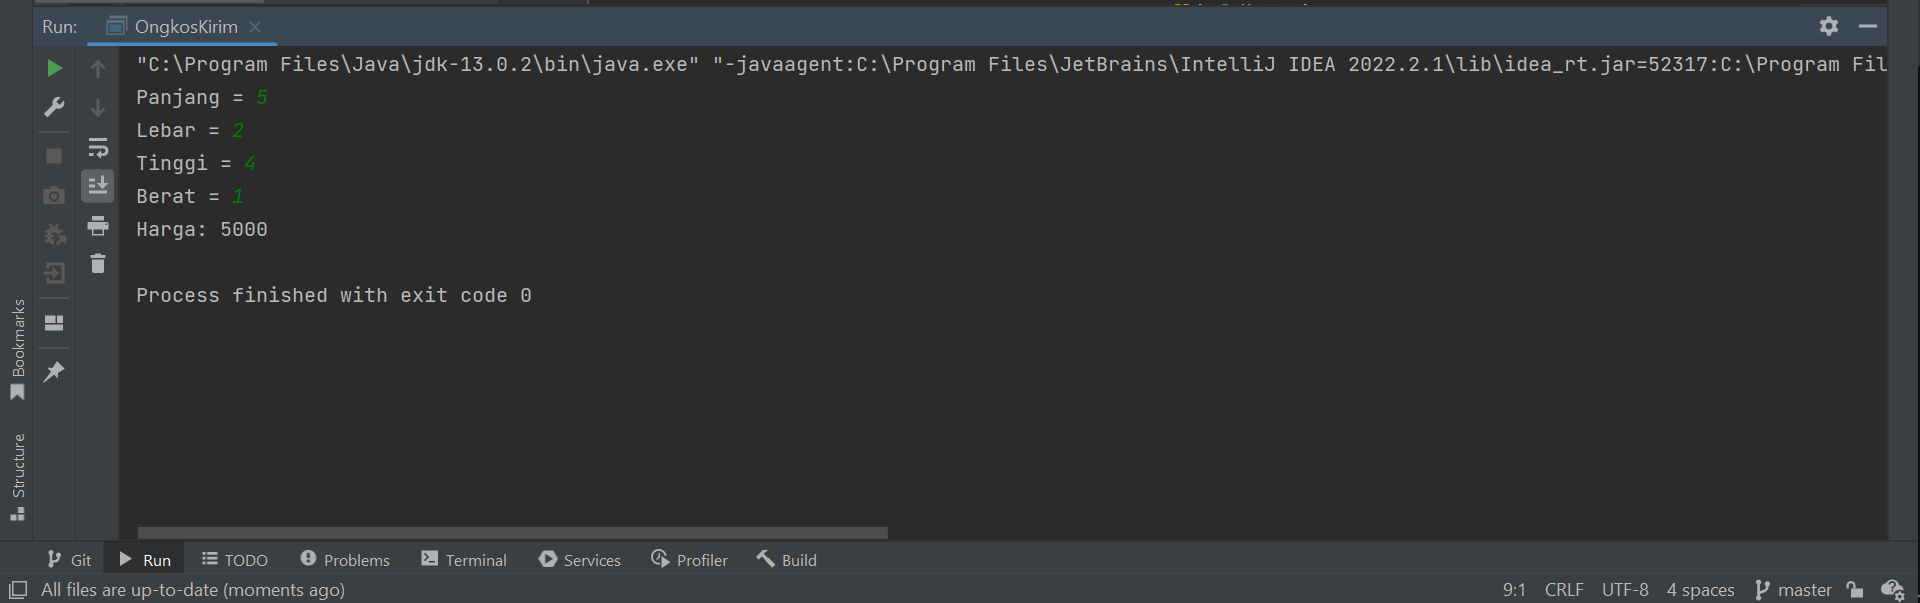 Run: OngkosKirim
"C:\Program Files\Java\jdk-13.0.2\bin\java.exe" "-javaagent:C:\Program Files\JetBrains\IntelliJ IDEA 2022.2.1\lib\idea_rt.jar=52317:C:\Program Fil
Panjang = 5
Lebar = 2
Tinggi = 4
Berat = 1
Harga: 5000
Process finished with exit code 0
Bookmarks
Structure
Git Run TODO Problems Terminal Services Profiler Build
All files are up-to-date (moments ago) 9:1 CRLF UTF-8 4 spaces master